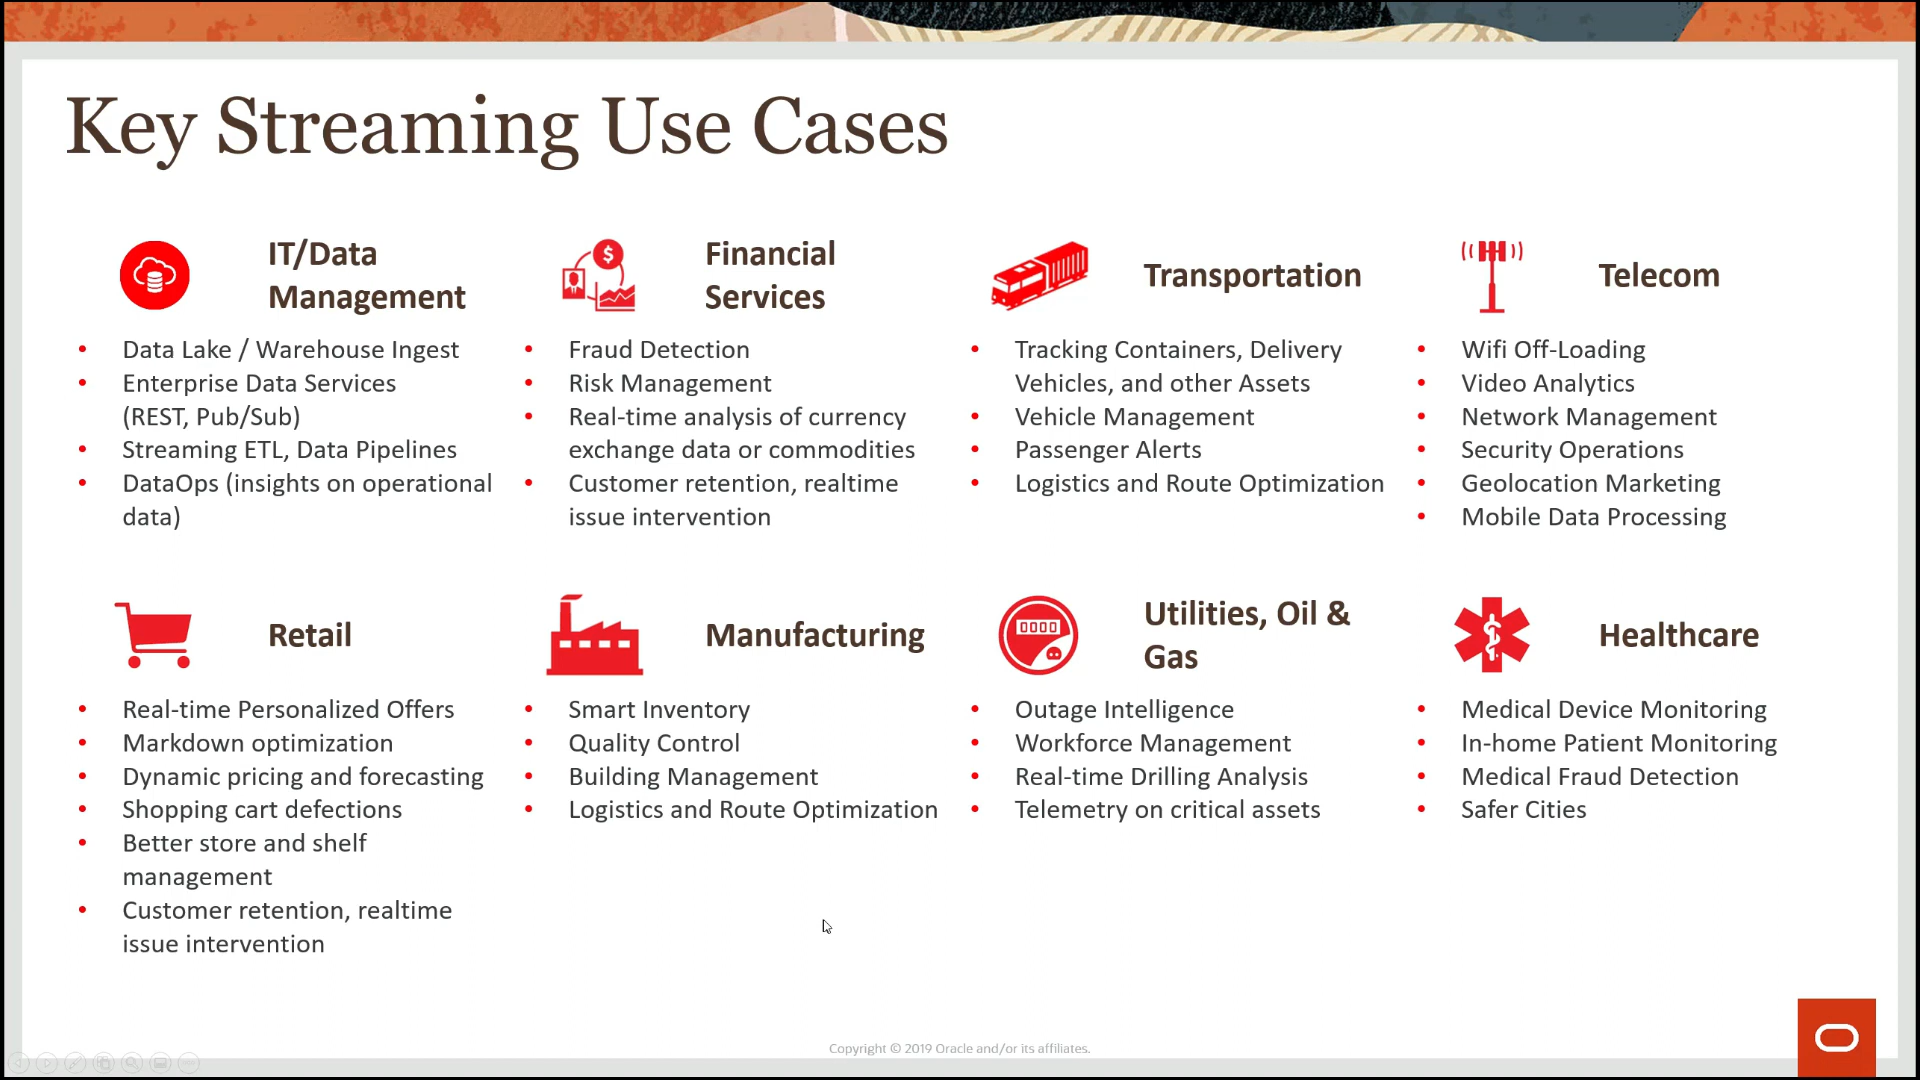 Key Streaming Use Cases
IT/Data
Management
• Data Lake / Warehouse Ingest
• Enterprise Data Services
(REST, Pub/Sub)
• Streaming ETL, Data Pipelines
• DataOps (insights on operational
data)
Financial
Services
• Fraud Detection
• Risk Management
• Real-time analysis of currency
exchange data or commodities
• Customer retention, realtime
issue intervention
Transportation
• Tracking Containers, Delivery
Vehicles, and other Assets
• Vehicle Management
• Passenger Alerts
• Logistics and Route Optimization
Telecom
• Wifi Off-Loading
• Video Analytics
• Network Management
• Security Operations
• Geolocation Marketing
• Mobile Data Processing
Retail
• Real-time Personalized Offers
• Markdown optimization
• Dynamic pricing and forecasting
• Shopping cart defections
• Better store and shelf
management
• Customer retention, realtime
issue intervention
Manufacturing
• Smart Inventory
• Quality Control
• Building Management
• Logistics and Route Optimization
Utilities, Oil &
Gas
• Outage Intelligence
• Workforce Management
• Real-time Drilling Analysis
• Telemetry on critical assets
Healthcare
• Medical Device Monitoring
• In-home Patient Monitoring
• Medical Fraud Detection
• Safer Cities
Copyright © 2019 Oracle and/or its affiliates.